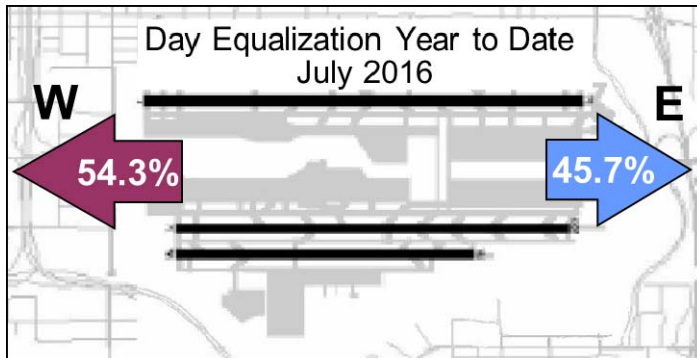 Day Equalization Year to Date
July 2016
W
E
54.3%
45.7%